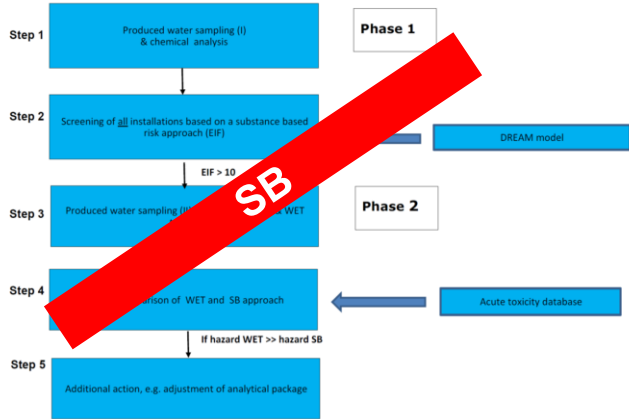 Step 1
Produced water sampling (I)
& chemical analysis
Phase 1
Step 2
Screening of all installations based on a substance based
risk approach (EIF)
DREAM model
EIF > 10
SB
Step 3
Produced water sampling (II WET
Phase 2
Step 4
WET and SB approach
Acute toxicity database
If hazard WET >> hazard SB
Step 5
Additional action, e.g. adjustment of analytical package